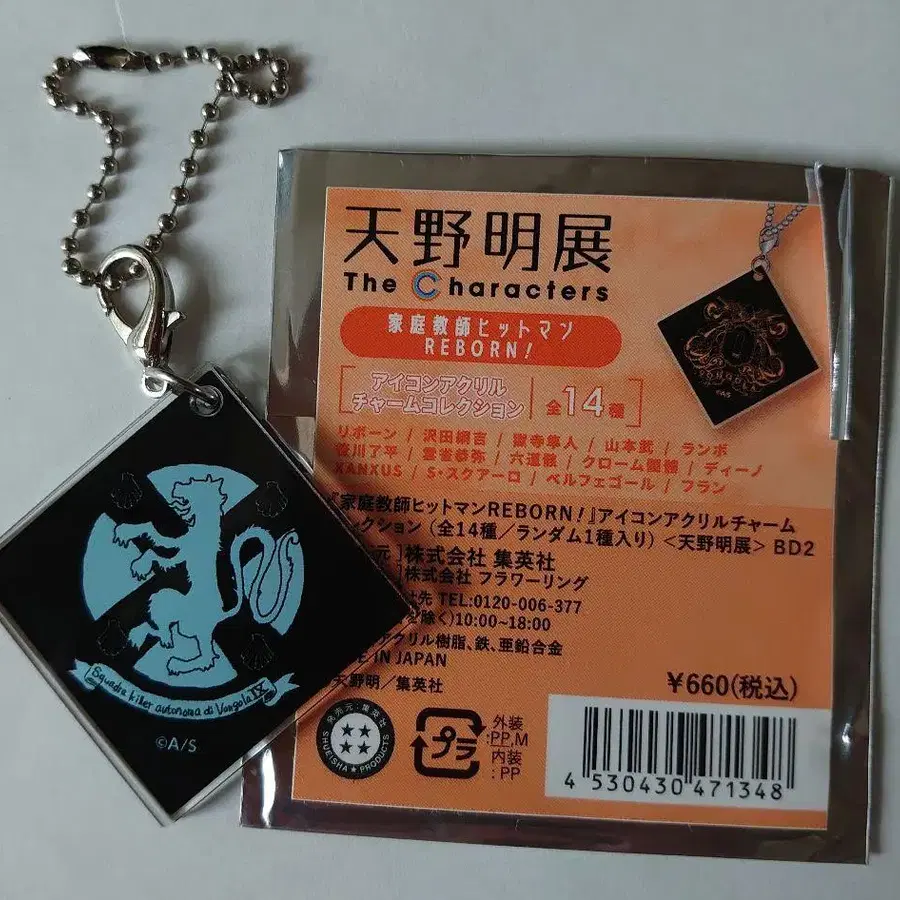 天野明展
The Characters
家庭教師ヒットマン
REBORN!
アイコンアクリル
チャームコレクション
全14種
リボーン / 沢田綱吉 / 獄寺隼人 / 山本武 / ランボ
笹川了平 / 雲雀恭弥 / 六道骸 / クローム髑髏 / ディーノ
XANXUS / S・スクアーロ / ベルフェゴール / フラン
『家庭教師ヒットマンREBORN!』アイコンアクリルチャーム
レクション (全14種/ランダム1種入り) <天野明展> BD2
元]株式会社 集英社
]株式会社 フラワーリング
先 TEL:0120-006-377
を除く)10:00~18:00
アクリル樹脂、鉄、亜鉛合金
IN JAPAN
天野明/集英社
¥660(税込)
発売元:集英社
SHUEISHA ★ PRODUCTS
プラ
外装
:PP,M
内装
:PP
4 530430 471348
©A/S
Squadra killer autonoma di Vongola IX
©A/S